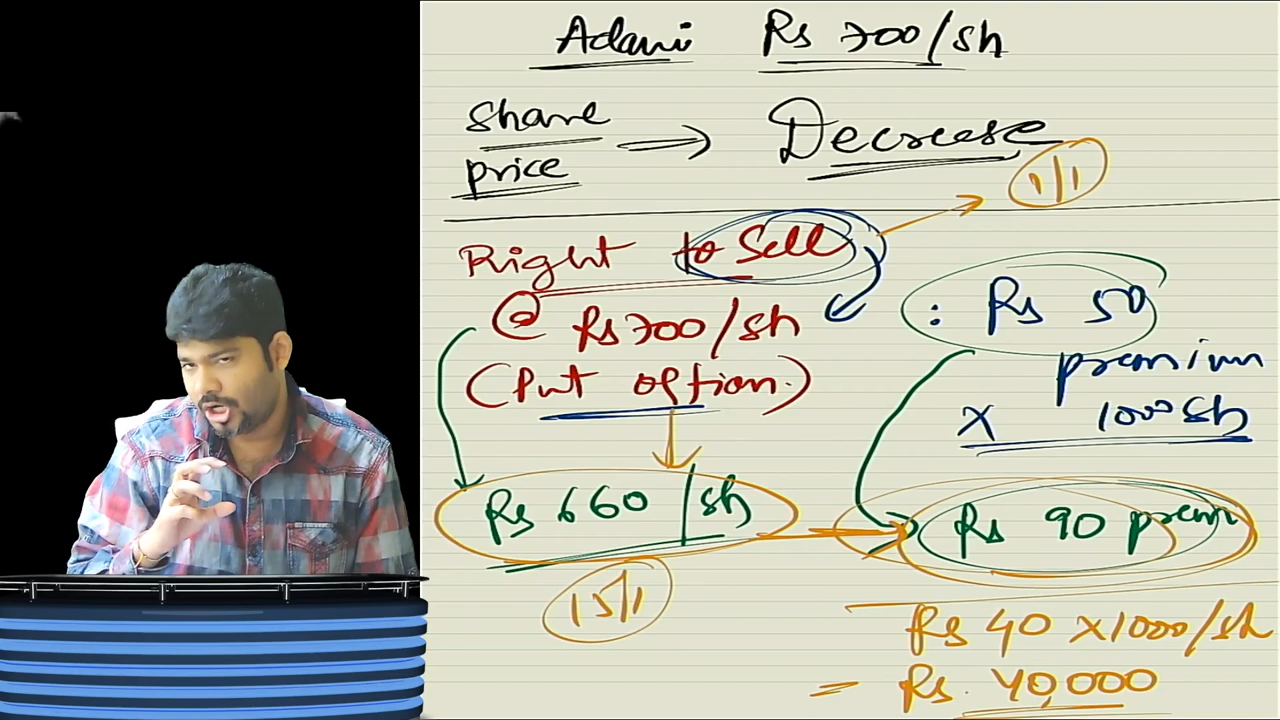 Adani Rs 700/sh
share
price ⇒ Decrease
1/1
Right to Sell
@ Rs 700/sh
(Put option.)
: Rs 50
premium
x 1000 sh
Rs 660/sh
Rs 90 prem
15/1
Rs 40 x 1000/sh
= Rs. 40,000